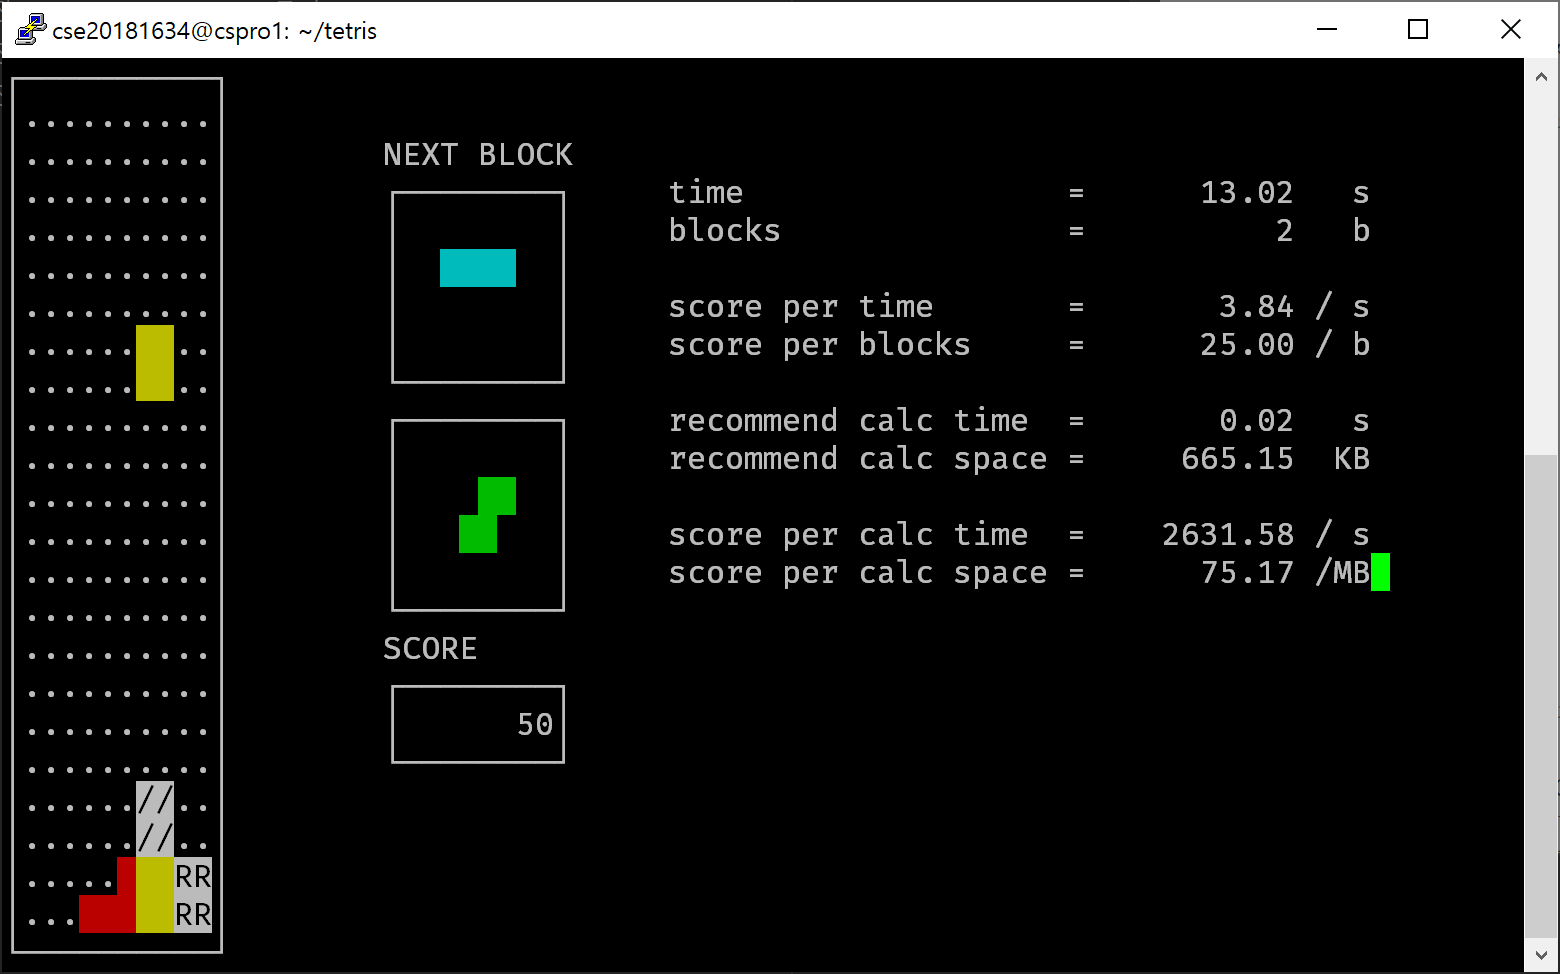 cse20181634@cspro1: ~/tetris
NEXT BLOCK
time = 13.02 s
blocks = 2 b
score per time = 3.84 / s
score per blocks = 25.00 / b
recommend calc time = 0.02 s
recommend calc space = 665.15 KB
score per calc time = 2631.58 / s
score per calc space = 75.17 /MB
SCORE
50
//
//
RR
RR